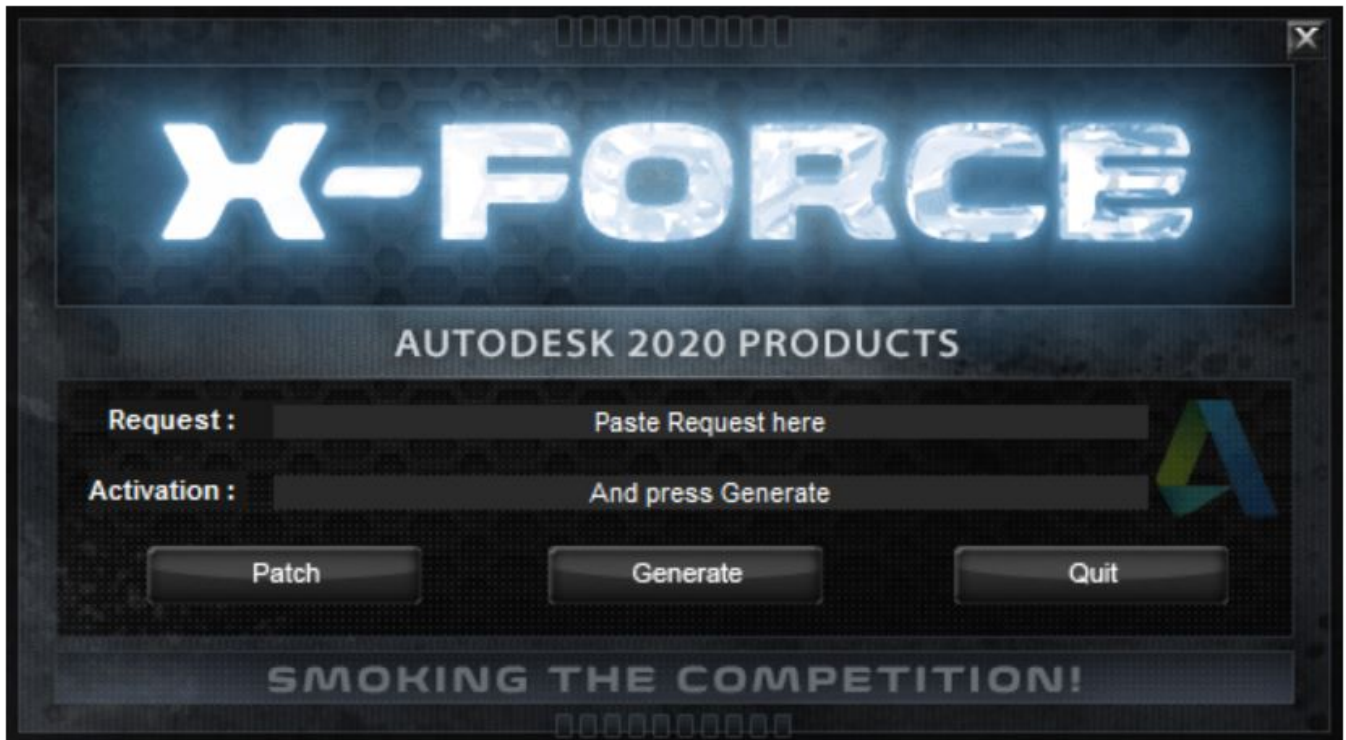 X
X-FORCE
AUTODESK 2020 PRODUCTS
Request : Paste Request here
Activation : And press Generate
Patch Generate Quit
SMOKING THE COMPETITION!